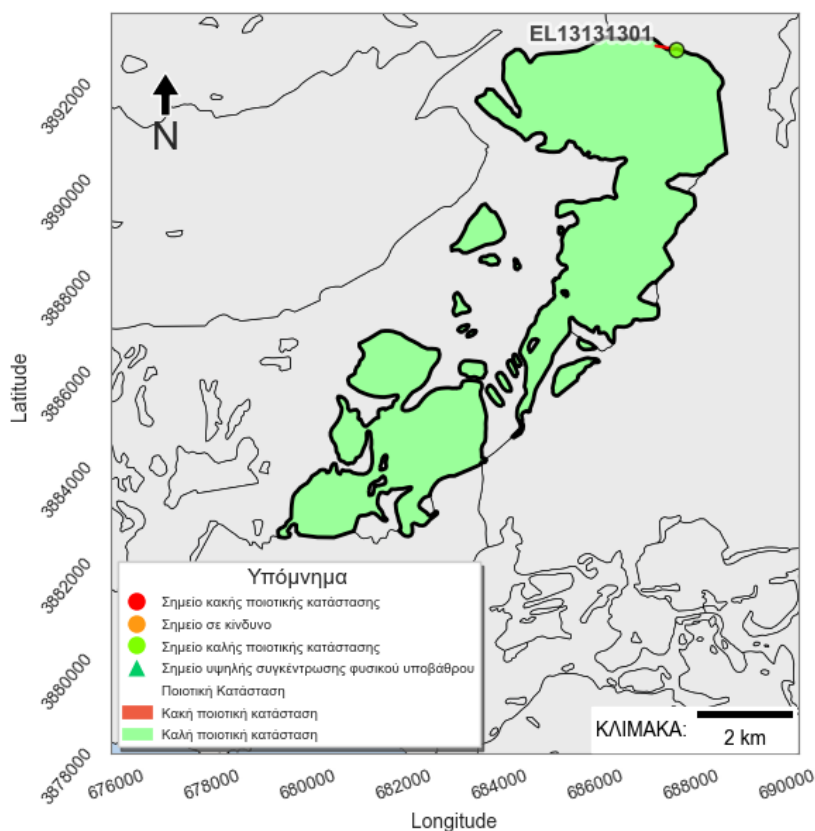 EL13131301
N
3892000
3890000
3888000
3886000
3884000
3882000
3880000
3878000
Latitude
Υπόμνημα
Σημείο κακής ποιοτικής κατάστασης
Σημείο σε κίνδυνο
Σημείο καλής ποιοτικής κατάστασης
Σημείο υψηλής συγκέντρωσης φυσικού υποβάθρου
Ποιοτική Κατάσταση
Κακή ποιοτική κατάσταση
Καλή ποιοτική κατάσταση
ΚΛΙΜΑΚΑ:
2 km
676000
678000
680000
682000
684000
686000
688000
690000
Longitude